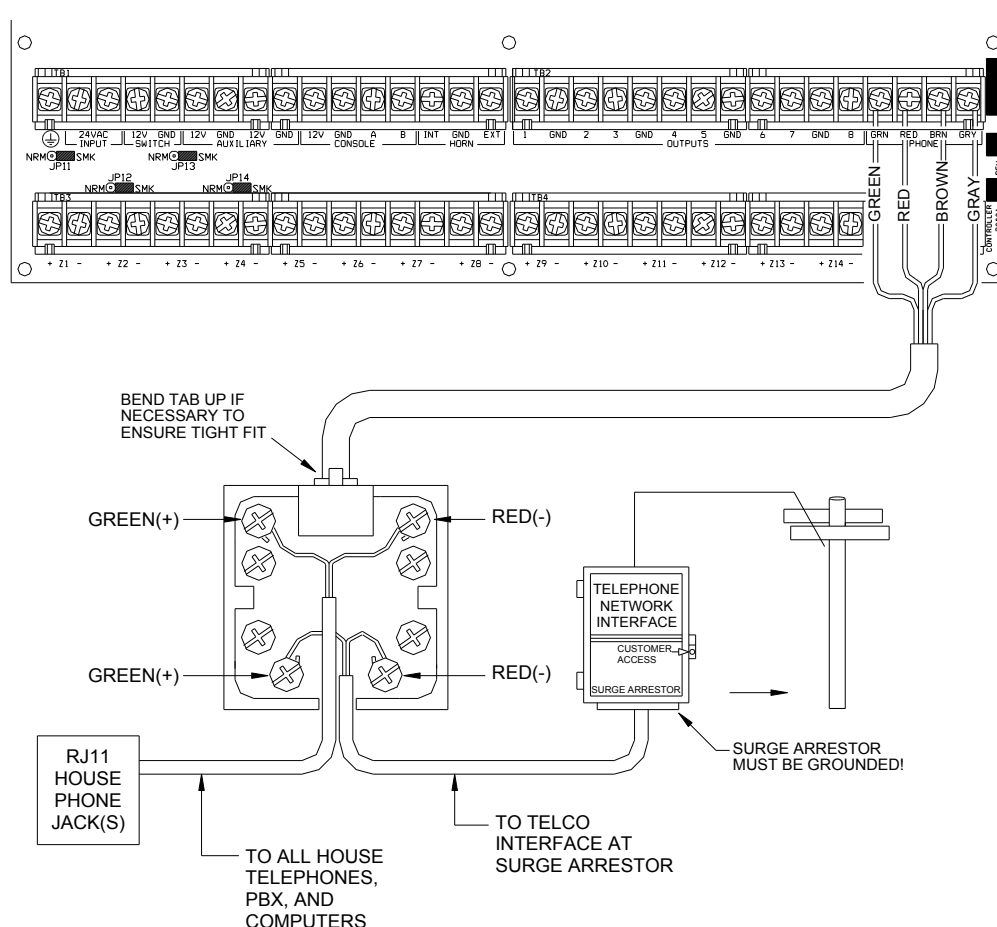 TB1
TB2
24VAC 12V GND 12V GND 12V GND 12V GND A B INT GND EXT 1 GND 2 3 GND 4 5 GND 6 7 GND 8 GRN RED BRN GRY
INPUT SWITCH AUXILIARY CONSOLE HORN OUTPUTS PHONE
NRM SMK
JP11
NRM SMK
JP13
JP12
NRM SMK
JP14
NRM SMK
TB3
TB4
+ Z1 - + Z2 - + Z3 - + Z4 - + Z5 - + Z6 - + Z7 - + Z8 - + Z9 - + Z10 - + Z11 - + Z12 - + Z13 - + Z14 -
GREEN
RED
BROWN
GRAY
CONTROLLER
BEND TAB UP IF
NECESSARY TO
ENSURE TIGHT FIT
GREEN(+)
RED(-)
GREEN(+)
RED(-)
TELEPHONE
NETWORK
INTERFACE
CUSTOMER
ACCESS
SURGE ARRESTOR
SURGE ARRESTOR
MUST BE GROUNDED!
RJ11
HOUSE
PHONE
JACK(S)
TO TELCO
INTERFACE AT
SURGE ARRESTOR
TO ALL HOUSE
TELEPHONES,
PBX, AND
COMPUTERS